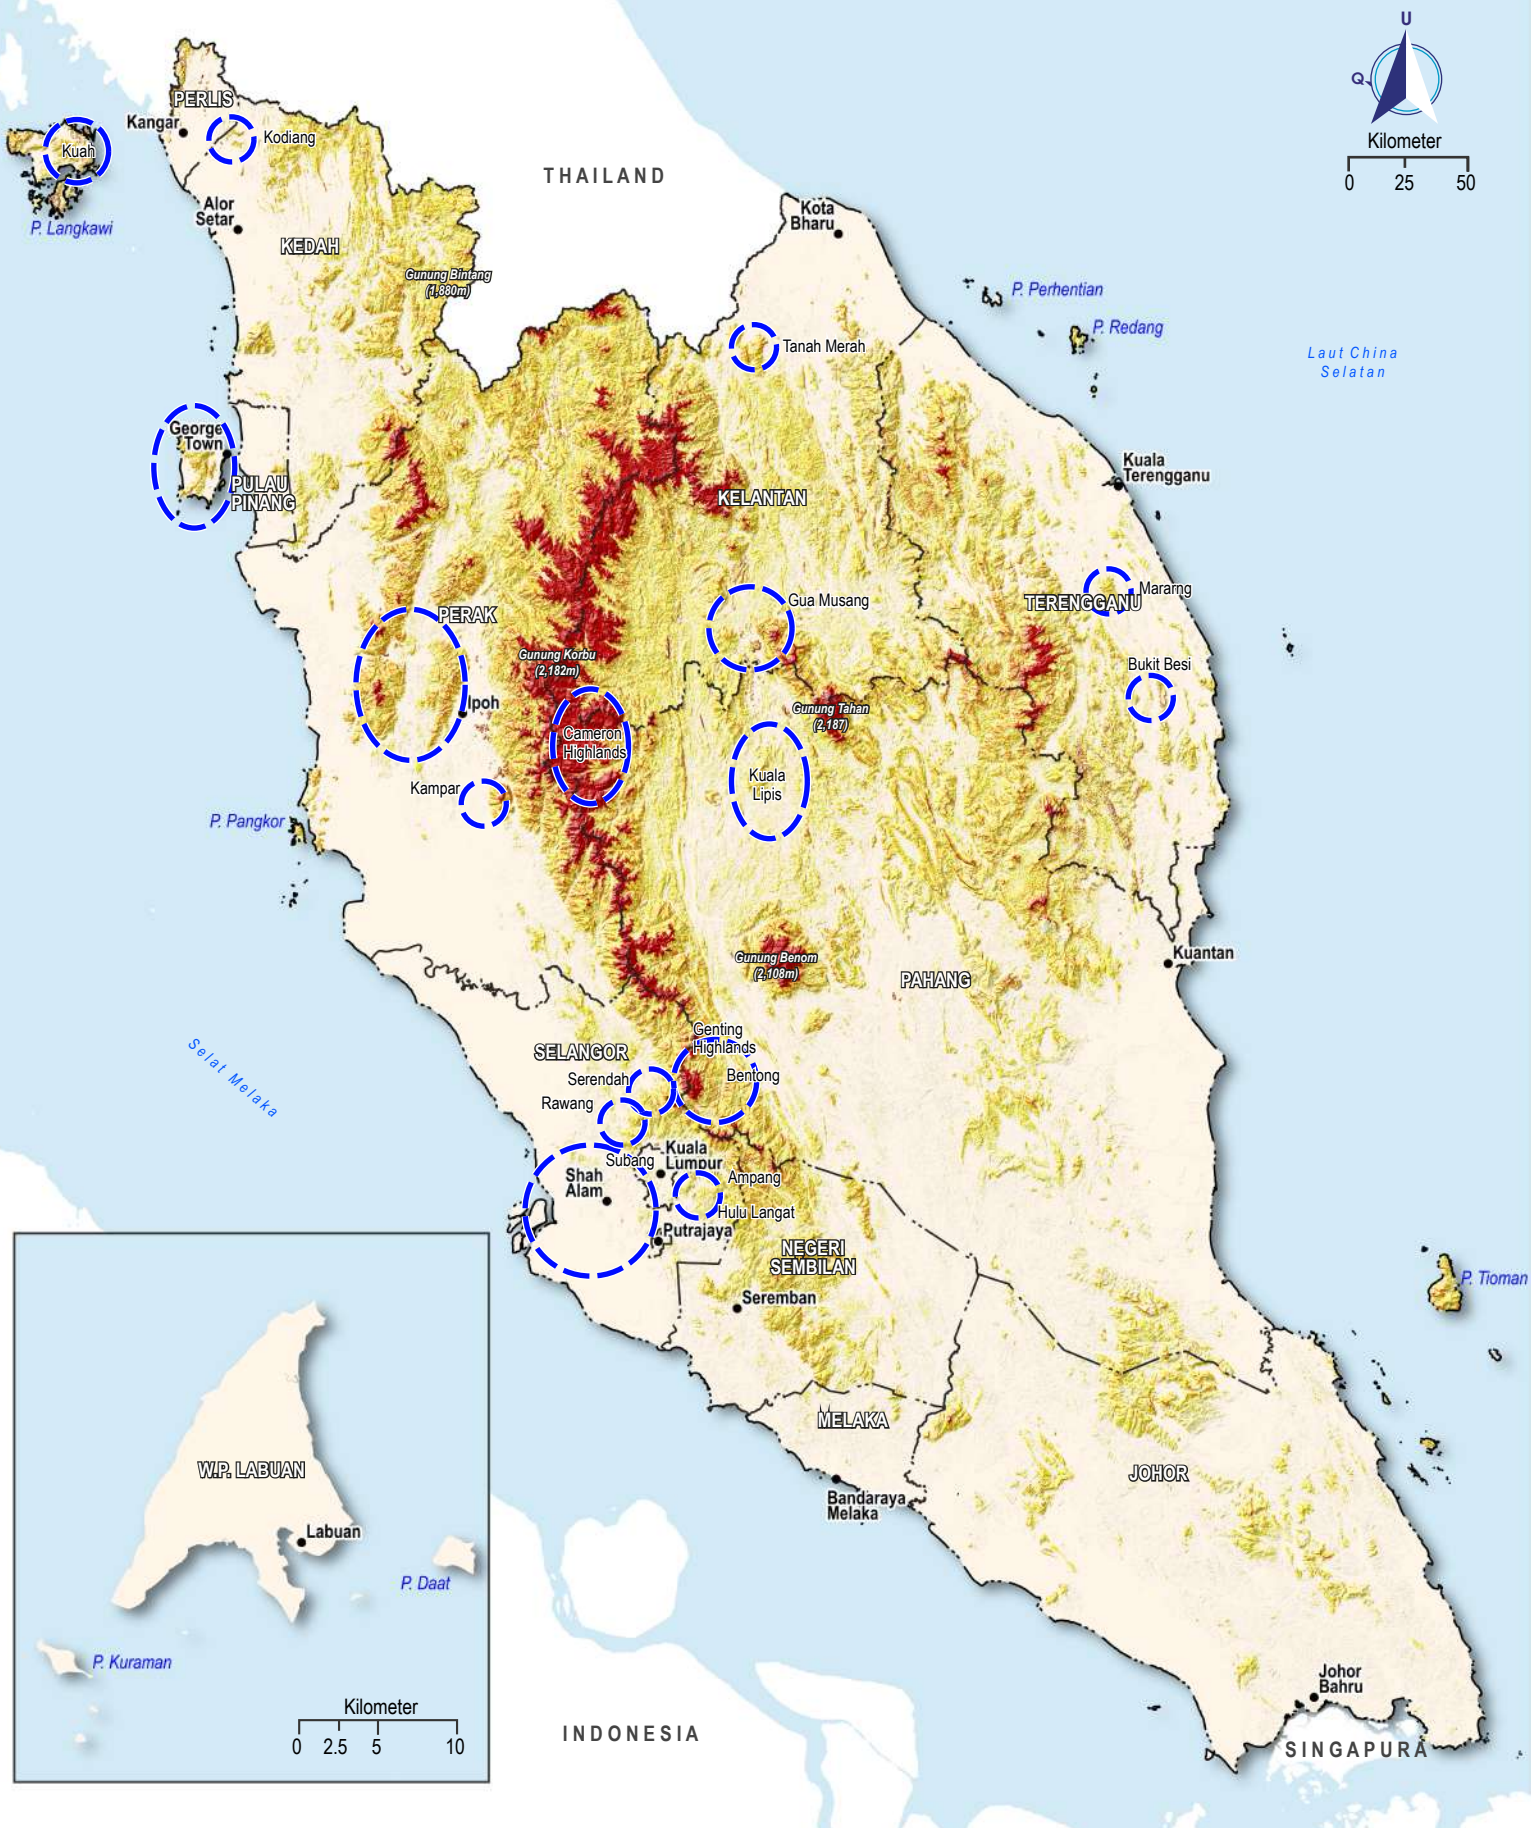 U
Q
Kilometer
0 25 50
PERLIS
Kangar
Kodiang
Kuah
P. Langkawi
Alor
Setar
KEDAH
THAILAND
Kota
Bharu
Gunung Bintang
(1,880m)
P. Perhentian
P. Redang
Laut China
Selatan
Tanah Merah
George
Town
PULAU
PINANG
Kuala
Terengganu
KELANTAN
Gua Musang
Mararng
TERENGGANU
PERAK
Gunung Korbu
(2,182m)
Bukit Besi
Ipoh
Gunung Tahan
(2,187)
Cameron
Highlands
Kuala
Lipis
Kampar
P. Pangkor
Gunung Benom
(2,108m)
PAHANG
Kuantan
Selat Melaka
Genting
Highlands
SELANGOR
Serendah
Bentong
Rawang
Subang
Kuala
Lumpur
Shah
Alam
Ampang
Hulu Langat
Putrajaya
NEGERI
SEMBILAN
Seremban
P. Tioman
MELAKA
Bandaraya
Melaka
JOHOR
W.P. LABUAN
Labuan
P. Daat
P. Kuraman
Kilometer
0 2.5 5 10
INDONESIA
Johor
Bahru
SINGAPURA